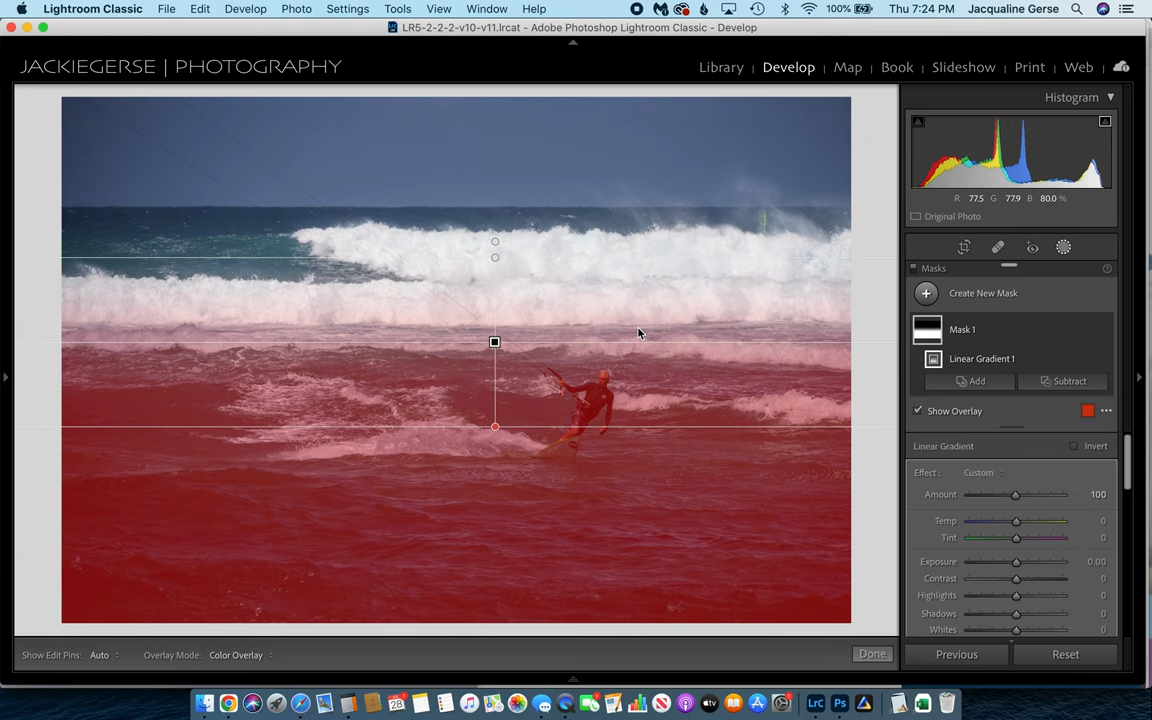 Lightroom Classic File Edit Develop Photo Settings Tools View Window Help 100% Thu 7:24 PM Jacqualine Gerse
LR5-2-2-2-v10-v11.lrcat - Adobe Photoshop Lightroom Classic - Develop
JACKIEGERSE | PHOTOGRAPHY
Library | Develop | Map | Book | Slideshow | Print | Web
Histogram
R 77.5 G 77.9 B 80.0 %
Original Photo
Masks
Create New Mask
Mask 1
Linear Gradient 1
Add Subtract
Show Overlay
Linear Gradient Invert
Effect : Custom
Amount 100
Temp 0
Tint 0
Exposure 0.00
Contrast 0
Highlights 0
Shadows 0
Whites 0
Show Edit Pins: Auto Overlay Mode: Color Overlay Done Previous Reset
28
LrC Ps